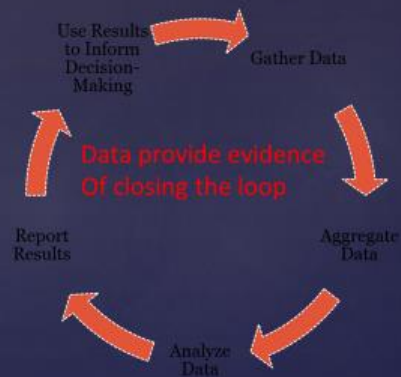 Use Results
to Inform
Decision-
Making
Gather Data
Data provide evidence
Of closing the loop
Report
Results
Aggregate
Data
Analyze
Data